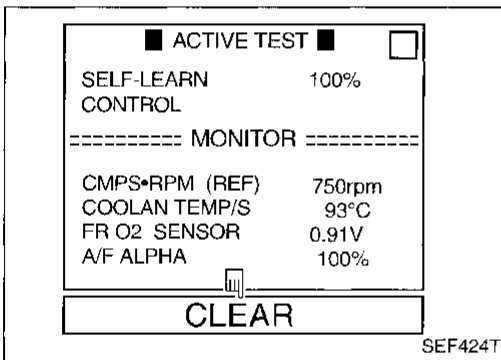 ■ ACTIVE TEST ■
SELF-LEARN 100%
CONTROL
========== MONITOR ==========
CMPS•RPM (REF) 750rpm
COOLAN TEMP/S 93°C
FR O2 SENSOR 0.91V
A/F ALPHA 100%
CLEAR
SEF424T